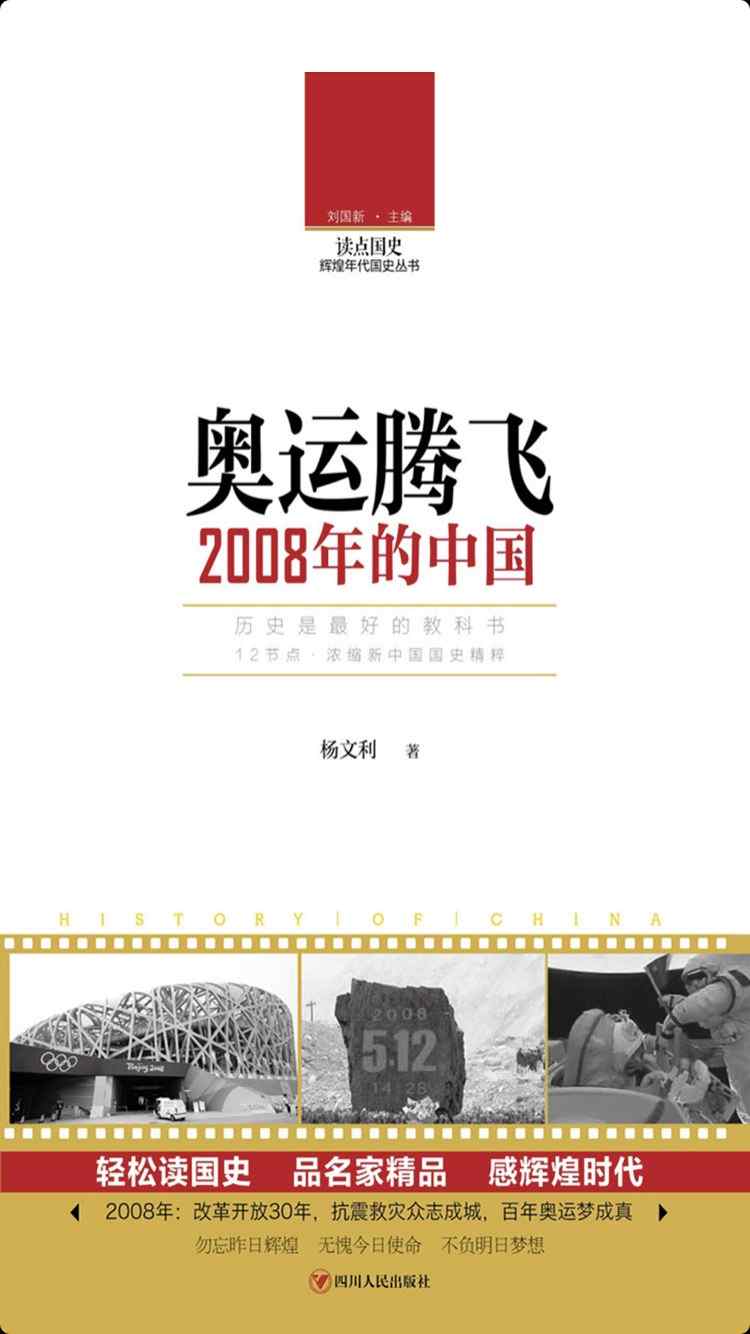 刘国新 · 主编
读点国史
辉煌年代国史丛书
奥运腾飞
2008年的中国
历史是最好的教科书
12节点·浓缩新中国国史精粹
杨文利 著
HISTORY|OF|CHINA
Beijing 2008
2008
5.12
14:28
轻松读国史 品名家精品 感辉煌时代
2008年：改革开放30年，抗震救灾众志成城，百年奥运梦成真
勿忘昨日辉煌 无愧今日使命 不负明日梦想
四川人民出版社